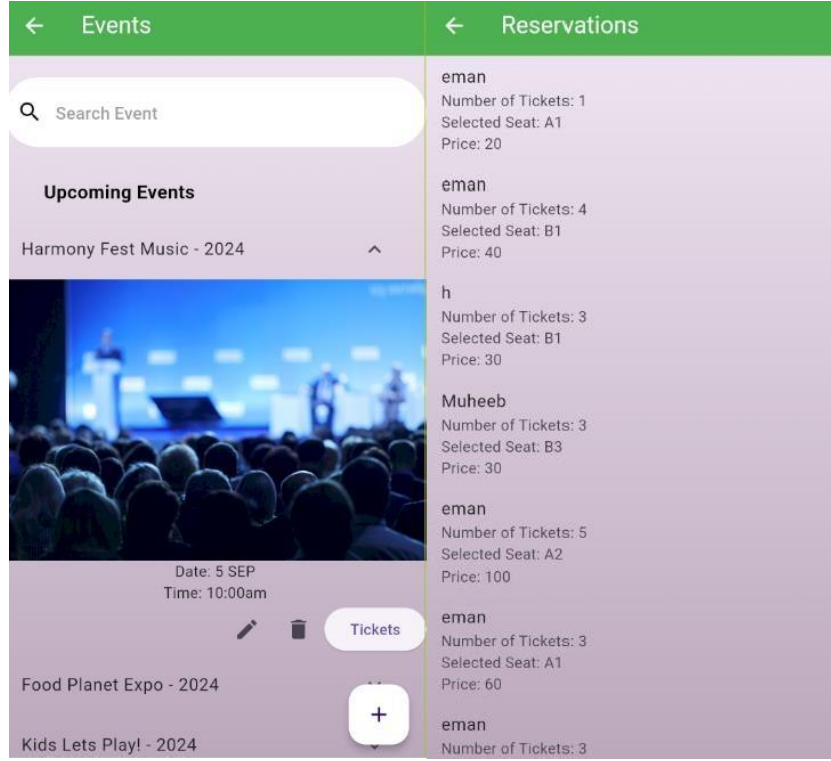 Events
Search Event
Upcoming Events
Harmony Fest Music - 2024
Date: 5 SEP
Time: 10:00am
Tickets
Food Planet Expo - 2024
Kids Lets Play! - 2024
Reservations
eman
Number of Tickets: 1
Selected Seat: A1
Price: 20
eman
Number of Tickets: 4
Selected Seat: B1
Price: 40
h
Number of Tickets: 3
Selected Seat: B1
Price: 30
Muheeb
Number of Tickets: 3
Selected Seat: B3
Price: 30
eman
Number of Tickets: 5
Selected Seat: A2
Price: 100
eman
Number of Tickets: 3
Selected Seat: A1
Price: 60
eman
Number of Tickets: 3